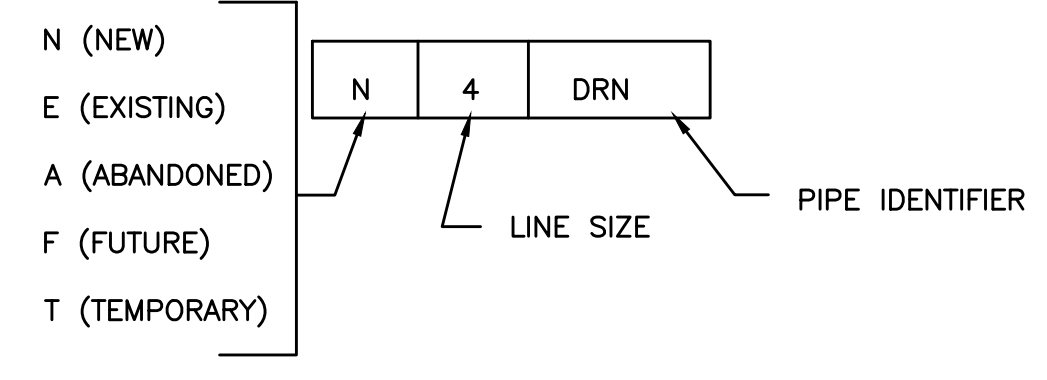 N (NEW)
E (EXISTING)
A (ABANDONED)
F (FUTURE)
T (TEMPORARY)
N 4 DRN
LINE SIZE
PIPE IDENTIFIER